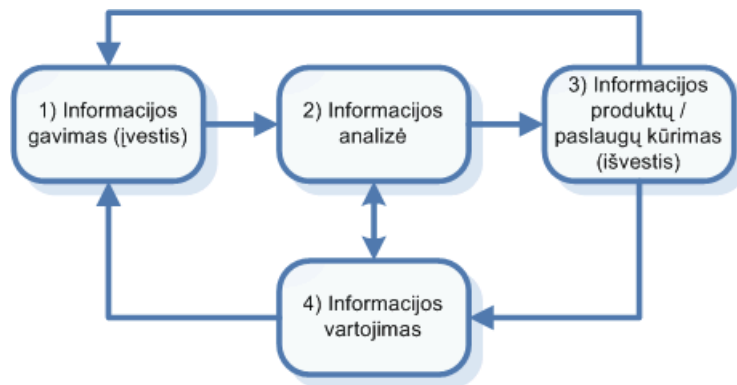 1) Informacijos
gavimas (įvestis)
2) Informacijos
analizė
3) Informacijos
produktų /
paslaugų kūrimas
(išvestis)
4) Informacijos
vartojimas